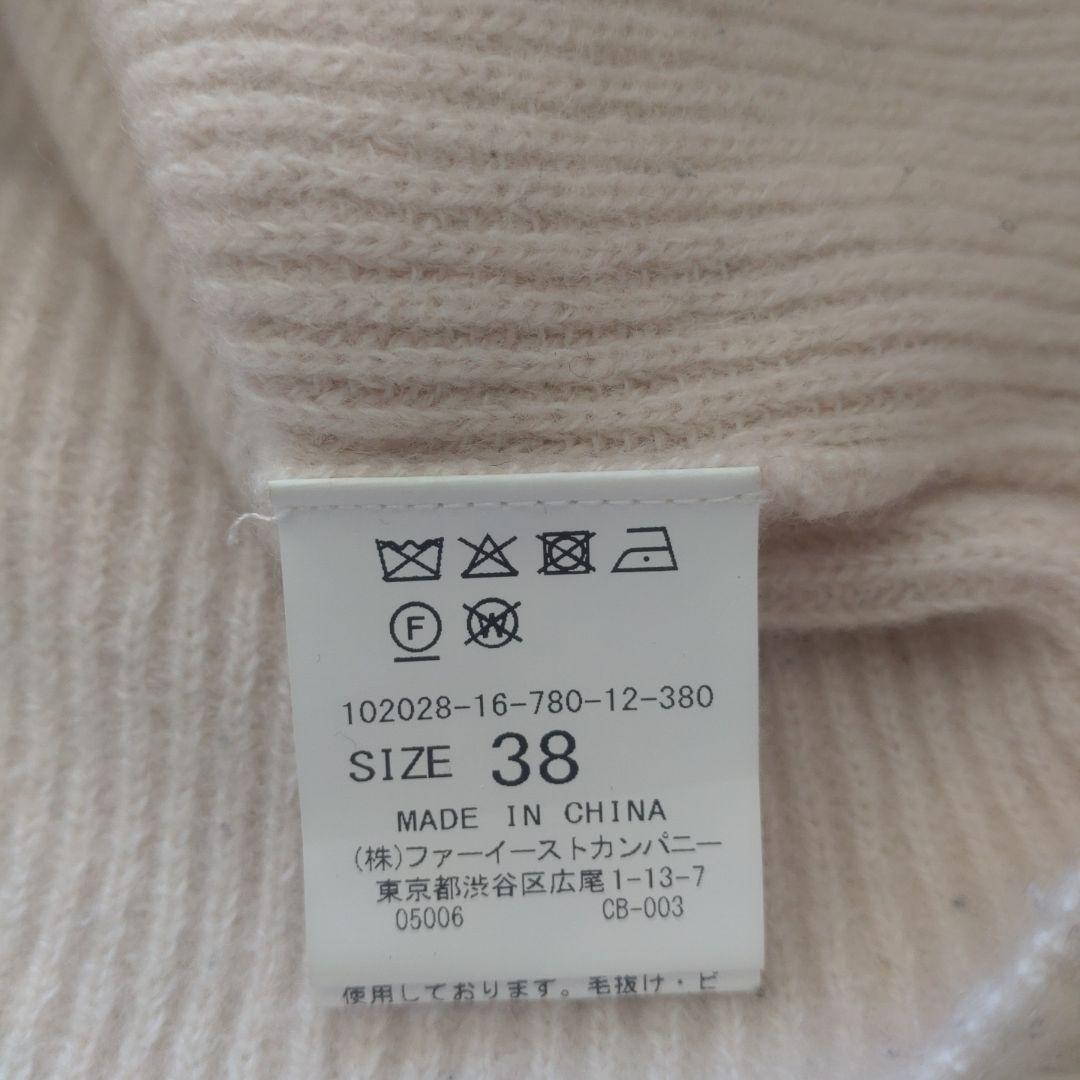 F W
102028-16-780-12-380
SIZE 38
MADE IN CHINA
(株)ファーイーストカンパニー
東京都渋谷区広尾1-13-7
05006 CB-003
使用しております。毛抜け・ピ